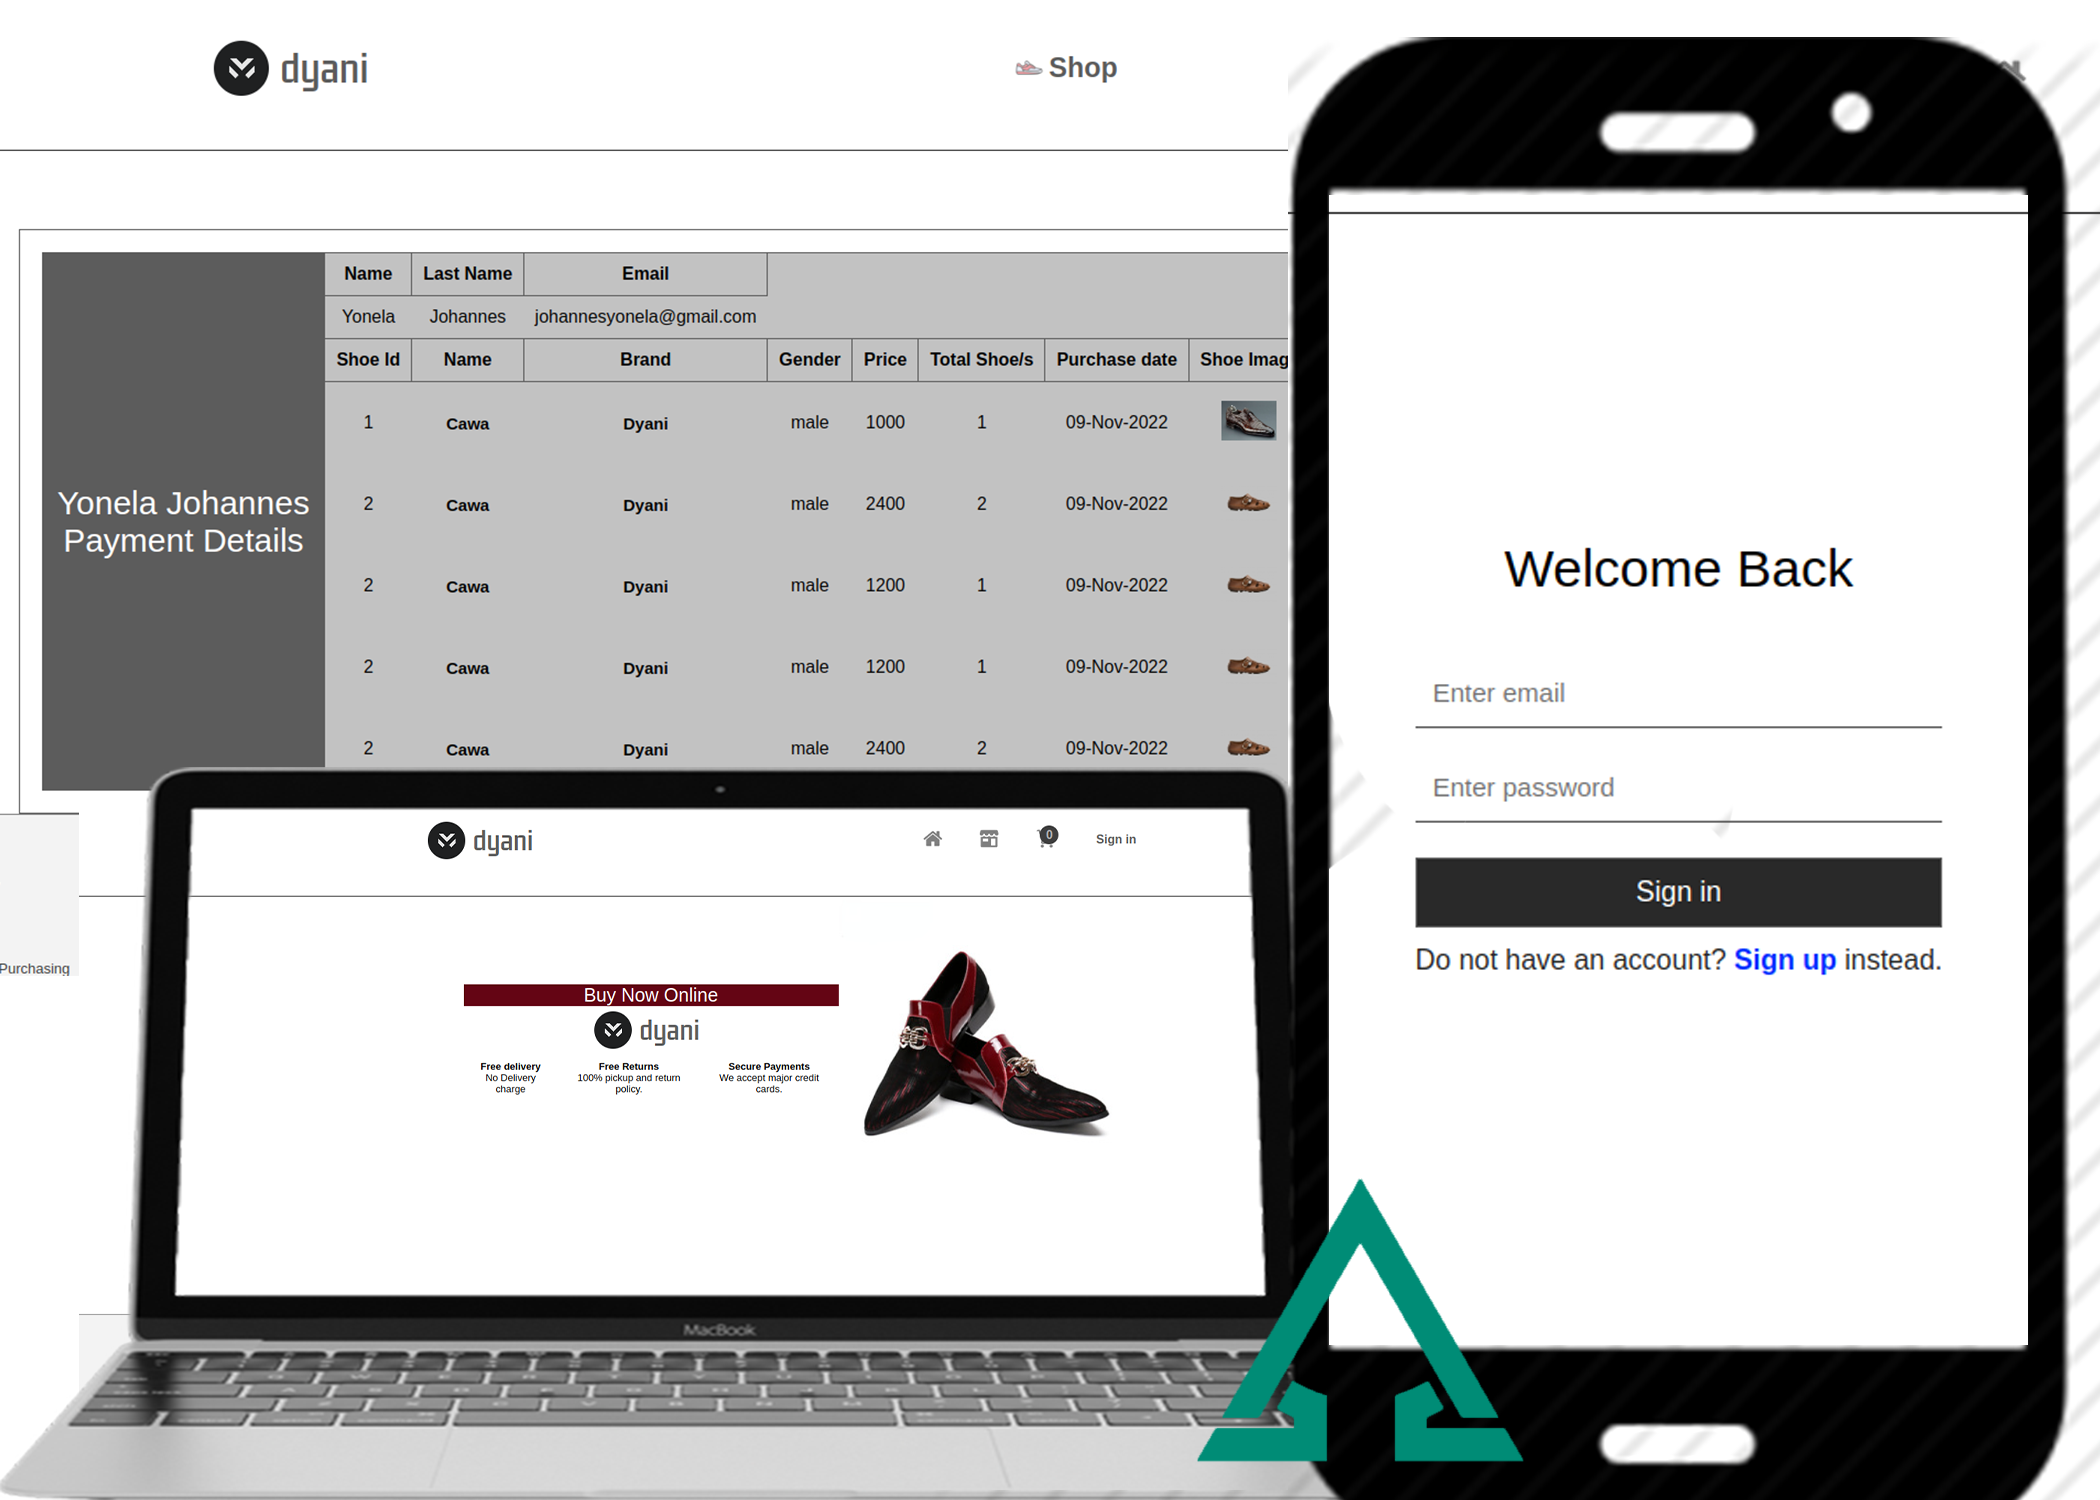 dyani
Shop
Name Last Name Email
Yonela Johannes johannesyonela@gmail.com
Shoe Id Name Brand Gender Price Total Shoe/s Purchase date Shoe Imag
1 Cawa Dyani male 1000 1 09-Nov-2022
2 Cawa Dyani male 2400 2 09-Nov-2022
2 Cawa Dyani male 1200 1 09-Nov-2022
2 Cawa Dyani male 1200 1 09-Nov-2022
2 Cawa Dyani male 2400 2 09-Nov-2022
Yonela Johannes
Payment Details
Purchasing
dyani
0
Sign in
Buy Now Online
dyani
Free delivery
No Delivery
charge
Free Returns
100% pickup and return
policy.
Secure Payments
We accept major credit
cards.
MacBook
Welcome Back
Enter email
Enter password
Sign in
Do not have an account? Sign up instead.